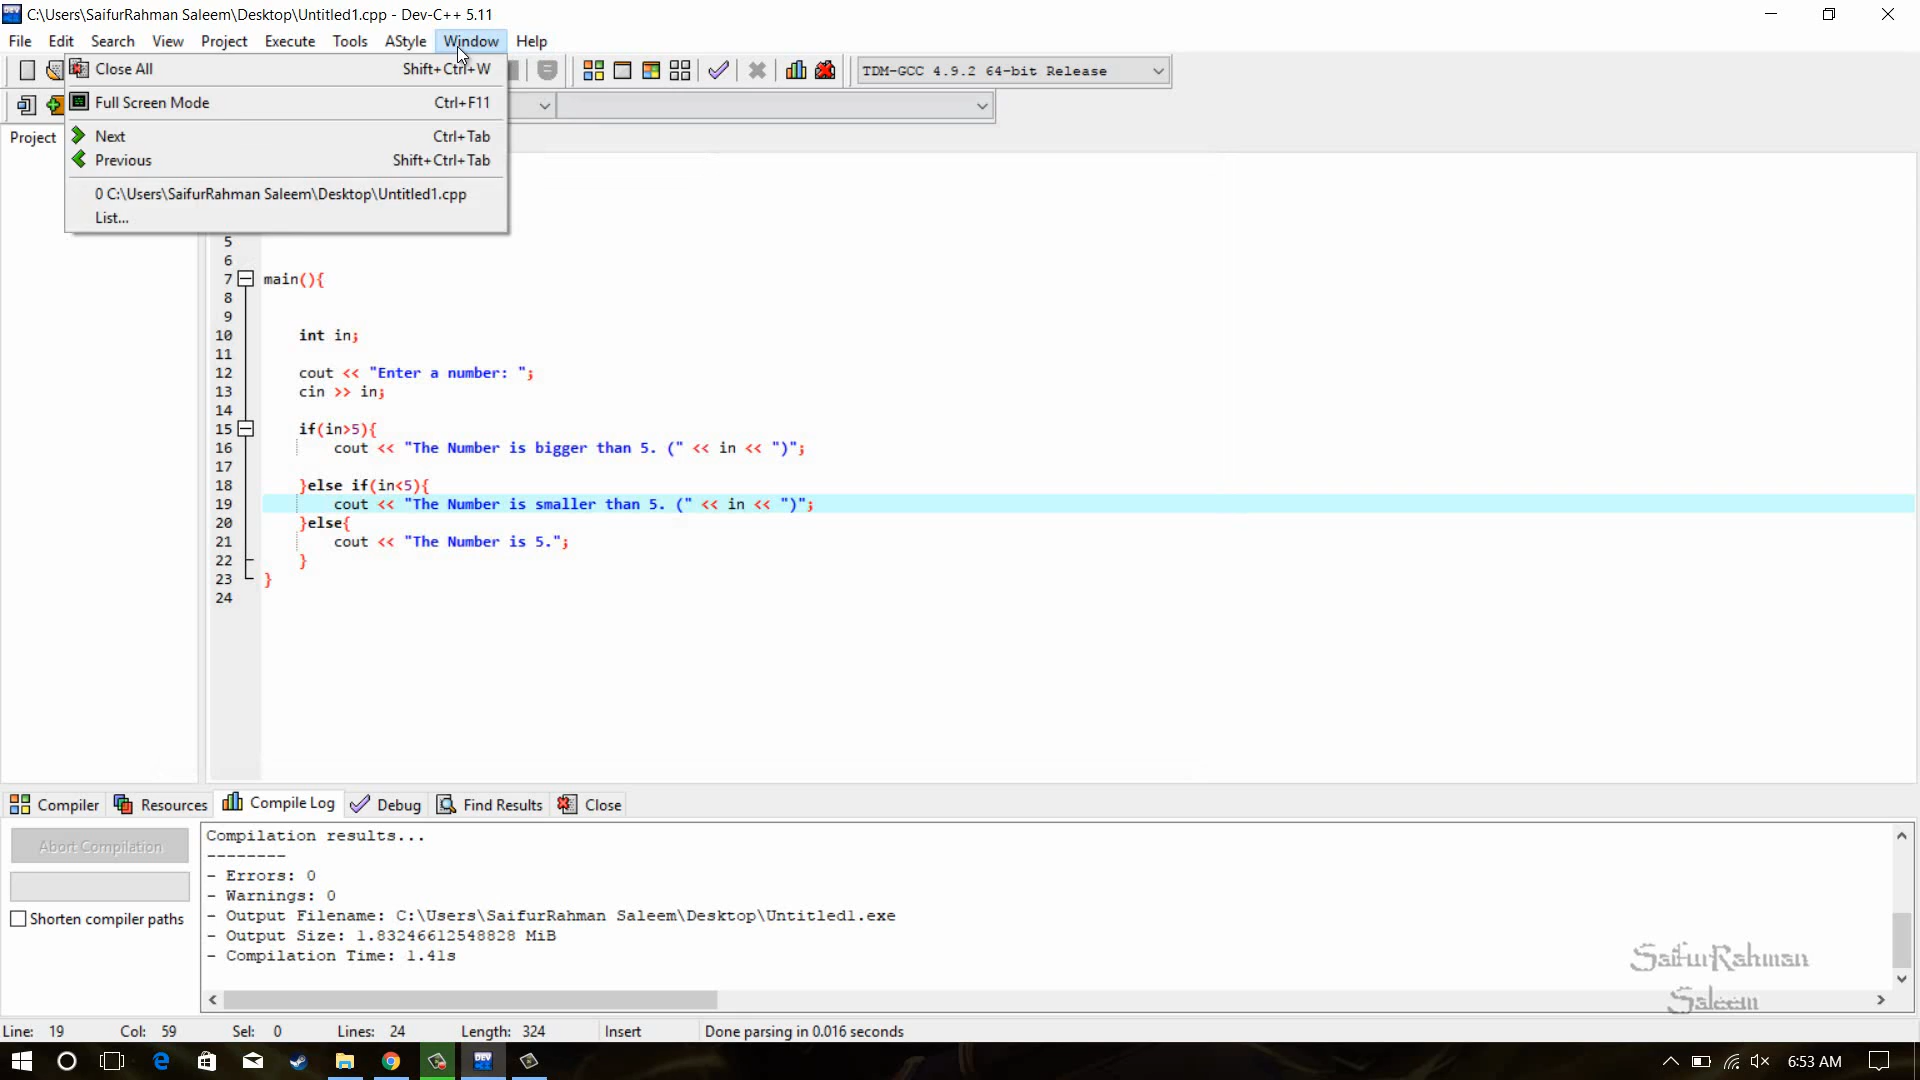 C:\Users\SaifurRahman Saleem\Desktop\Untitled1.cpp - Dev-C++ 5.11
File Edit Search View Project Execute Tools AStyle Window Help
Close All Shift+Ctrl+W
TDM-GCC 4.9.2 64-bit Release
Full Screen Mode Ctrl+F11
Project
Next Ctrl+Tab
Previous Shift+Ctrl+Tab
0 C:\Users\SaifurRahman Saleem\Desktop\Untitled1.cpp
List...
5
6
7 main(){
8
9
10 int in;
11
12 cout << "Enter a number: ";
13 cin >> in;
14
15 if(in>5){
16 cout << "The Number is bigger than 5. (" << in << ")";
17
18 }else if(in<5){
19 cout << "The Number is smaller than 5. (" << in << ")";
20 }else{
21 cout << "The Number is 5.";
22 }
23 }
24
Compiler Resources Compile Log Debug Find Results Close
Abort Compilation
Shorten compiler paths
Compilation results...
--------
- Errors: 0
- Warnings: 0
- Output Filename: C:\Users\SaifurRahman Saleem\Desktop\Untitled1.exe
- Output Size: 1.83246612548828 MiB
- Compilation Time: 1.41s
SaifurRahman
Saleem
Line: 19 Col: 59 Sel: 0 Lines: 24 Length: 324 Insert Done parsing in 0.016 seconds
DEV
6:53 AM